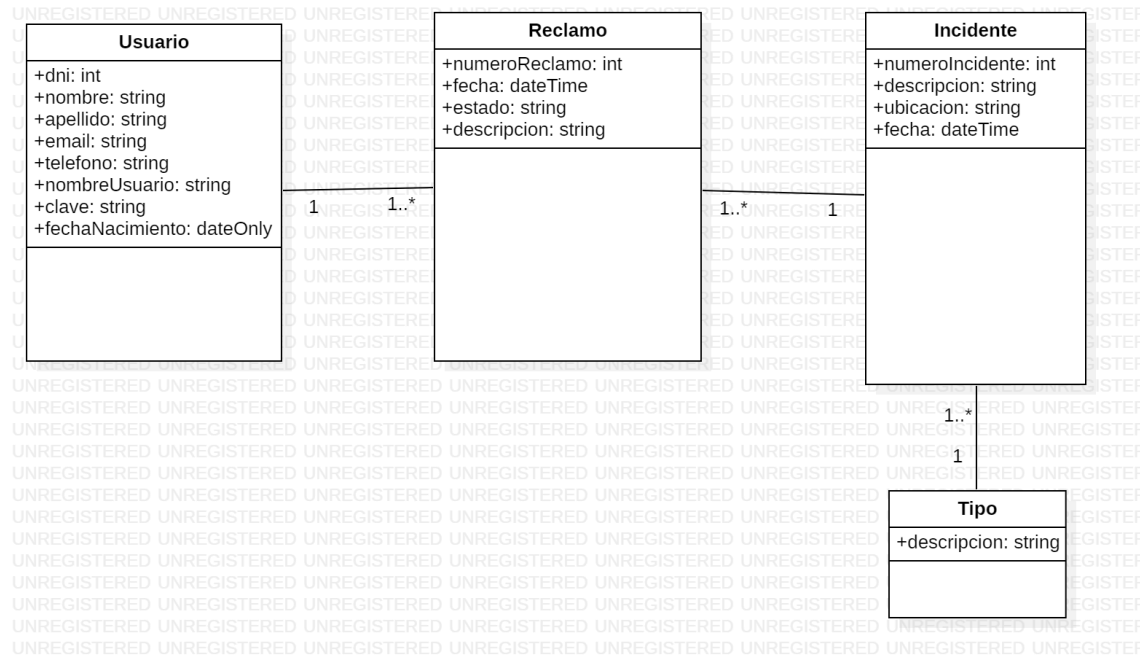 Usuario
+dni: int
+nombre: string
+apellido: string
+email: string
+telefono: string
+nombreUsuario: string
+clave: string
+fechaNacimiento: dateOnly
1
1..*
Reclamo
+numeroReclamo: int
+fecha: dateTime
+estado: string
+descripcion: string
1..*
1
Incidente
+numeroIncidente: int
+descripcion: string
+ubicacion: string
+fecha: dateTime
1..*
1
Tipo
+descripcion: string
UNREGISTERED